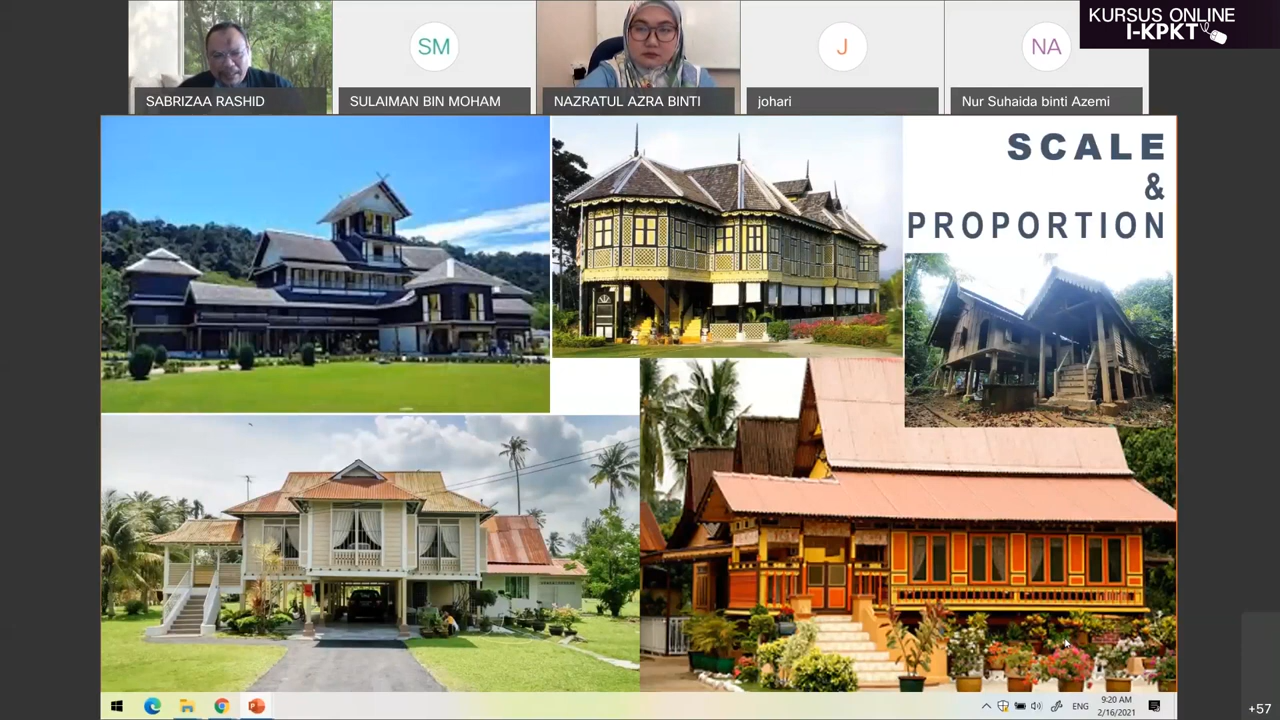 KURSUS ONLINE
I-KPKT
SM
J
NA
SABRIZAA RASHID
SULAIMAN BIN MOHAM
NAZRATUL AZRA BINTI
johari
Nur Suhaida binti Azemi
SCALE
&
PROPORTION
ENG
9:20 AM
2/16/2021
+57